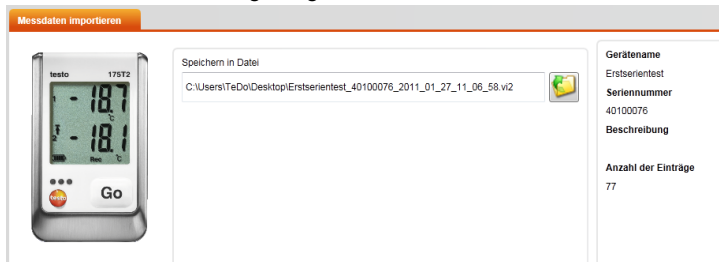 Messdaten importieren
testo 175T2
1 - 18.7 °C
2 - 18.1
Rec °C
Go
testo
Speichern in Datei
C:\Users\TeDo\Desktop\Erstserientest_40100076_2011_01_27_11_06_58.vi2
Gerätename
Erstserientest
Seriennummer
40100076
Beschreibung
Anzahl der Einträge
77